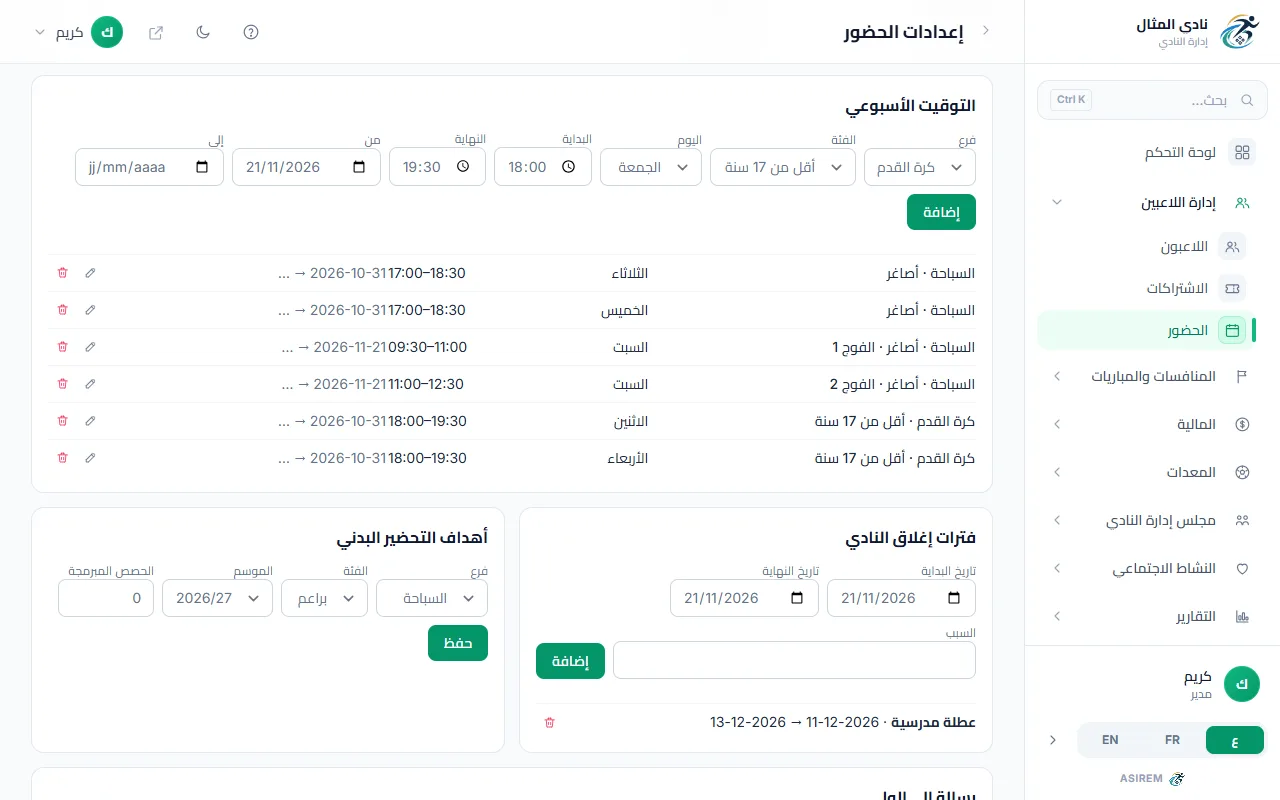 نادي المثال
إدارة النادي
بحث...
Ctrl K
لوحة التحكم
إدارة اللاعبين
اللاعبون
الاشتراكات
الحضور
المنافسات والمباريات
المالية
المعدات
مجلس إدارة النادي
النشاط الاجتماعي
التقارير
ك
كريم
مدير
ع
FR
EN
ASIREM
إعدادات الحضور
ك
كريم
التوقيت الأسبوعي
فرع الفئة اليوم البداية النهاية من إلى
كرة القدم أقل من 17 سنة الجمعة 18:00 19:30 21/11/2026 jj/mm/aaaa
إضافة
السباحة · أصاغر الثلاثاء 17:00–18:30 2026-10-31 → ...
السباحة · أصاغر الخميس 17:00–18:30 2026-10-31 → ...
السباحة · أصاغر · الفوج 1 السبت 09:30–11:00 2026-11-21 → ...
السباحة · أصاغر · الفوج 2 السبت 11:00–12:30 2026-11-21 → ...
كرة القدم · أقل من 17 سنة الاثنين 18:00–19:30 2026-10-31 → ...
كرة القدم · أقل من 17 سنة الأربعاء 18:00–19:30 2026-10-31 → ...
فترات إغلاق النادي
تاريخ البداية تاريخ النهاية
21/11/2026 21/11/2026
السبب
إضافة
عطلة مدرسية · 11-12-2026 → 13-12-2026
أهداف التحضير البدني
فرع الفئة الموسم الحصص المبرمجة
السباحة براعم 2026/27 0
حفظ